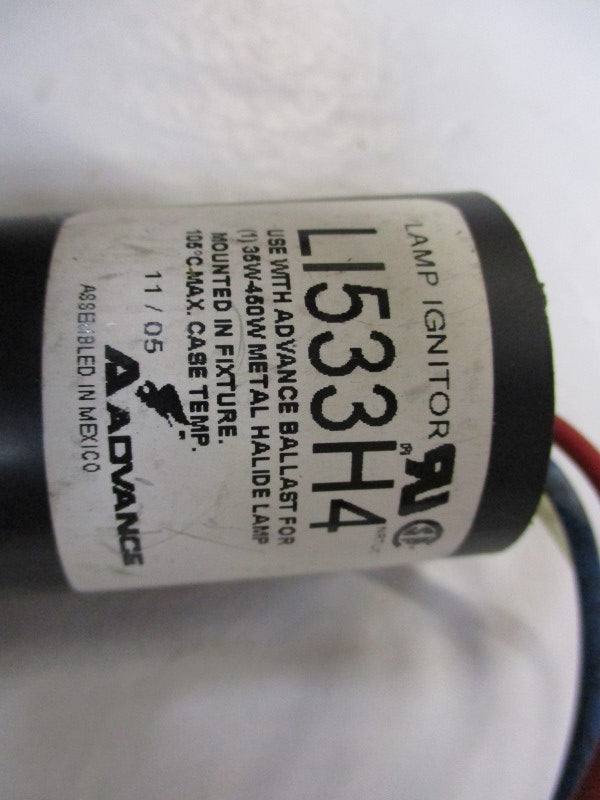 LAMP IGNITOR
LI533H4
USE WITH ADVANCE BALLAST FOR
(1) 35W-450W METAL HALIDE LAMP
MOUNTED IN FIXTURE.
105°C-MAX. CASE TEMP.
11 / 05
ADVANCE
ASSEMBLED IN MEXICO